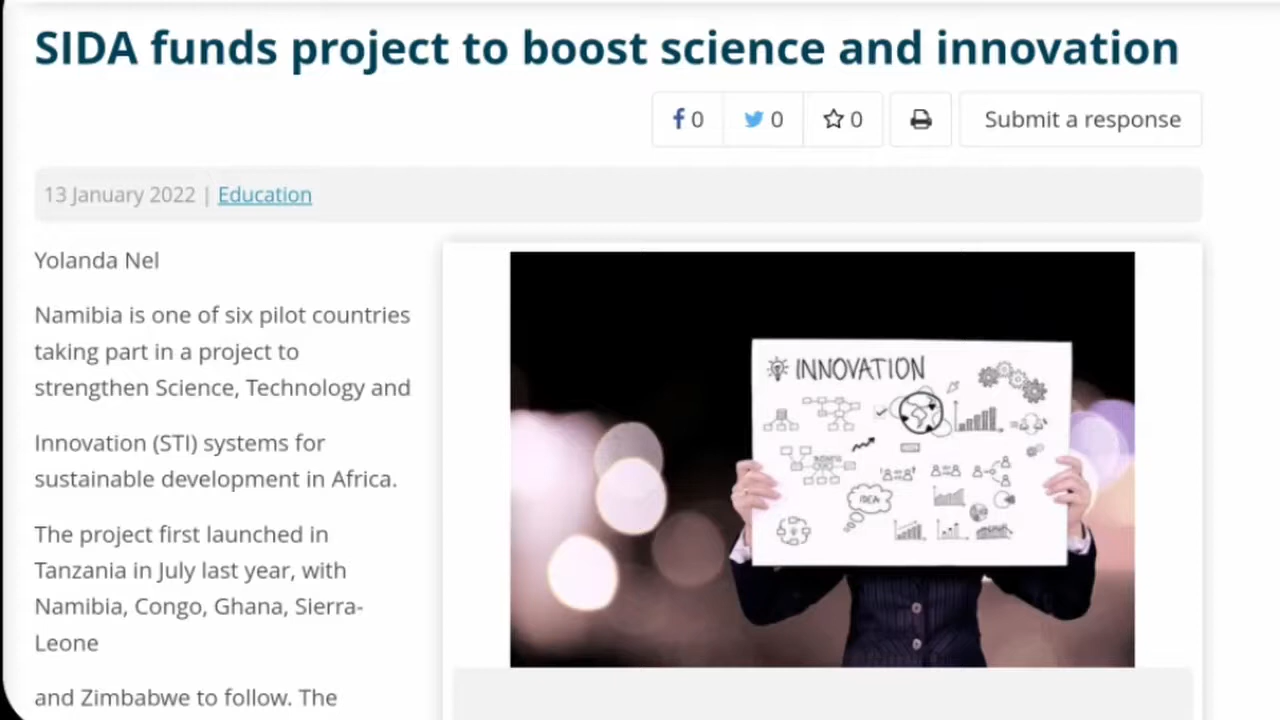 SIDA funds project to boost science and innovation
0
0
0
Submit a response
13 January 2022 | Education
Yolanda Nel
Namibia is one of six pilot countries
taking part in a project to
strengthen Science, Technology and
Innovation (STI) systems for
sustainable development in Africa.
The project first launched in
Tanzania in July last year, with
Namibia, Congo, Ghana, Sierra-
Leone
and Zimbabwe to follow. The
INNOVATION
BUSINESS
IDEA